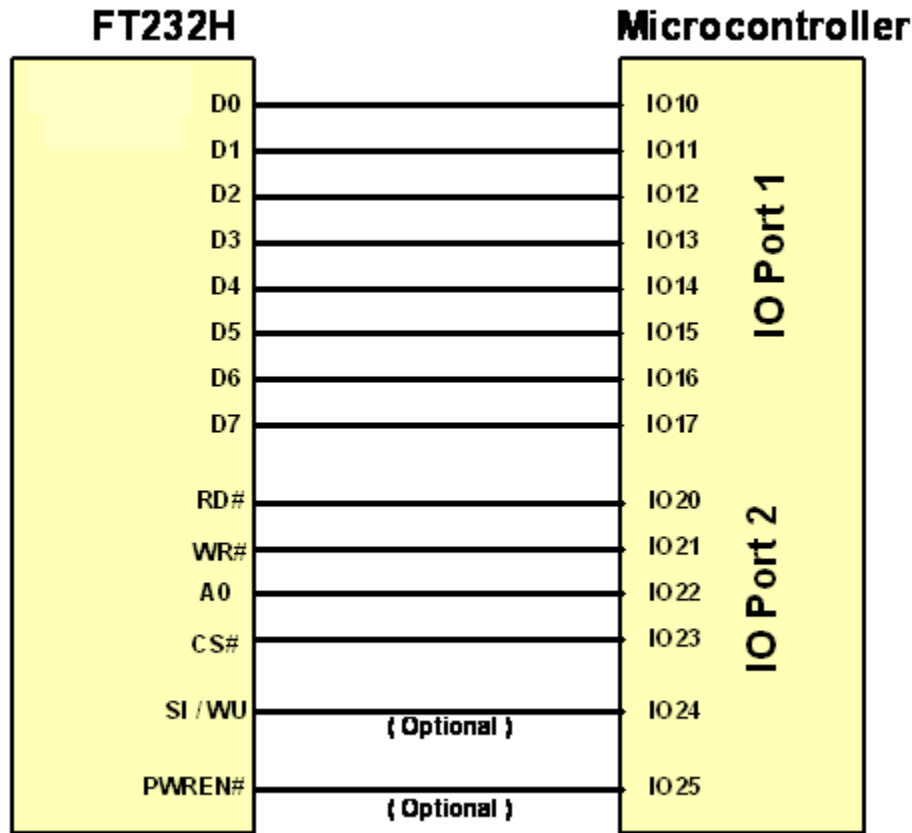 FT232H Microcontroller
D0 IO10
D1 IO11
D2 IO12
D3 IO13
D4 IO14
D5 IO15
D6 IO16
D7 IO17
IO Port 1
RD# IO20
WR# IO21
A0 IO22
CS# IO23
SI / WU ( Optional ) IO24
PWREN# ( Optional ) IO25
IO Port 2